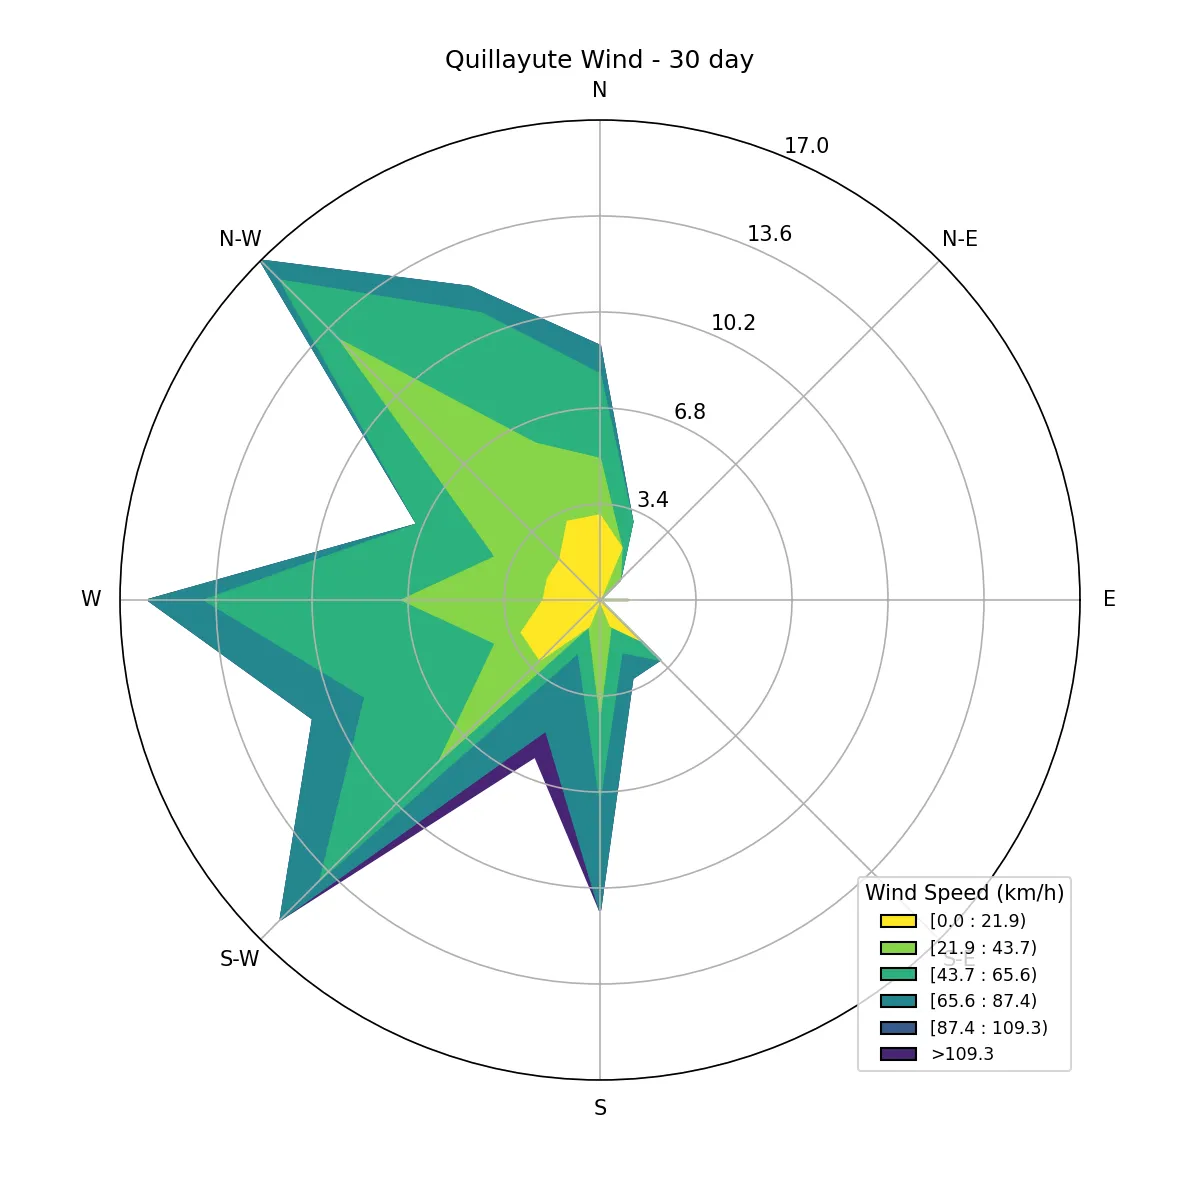 Quillayute Wind - 30 day
N
17.0
13.6
N-W
N-E
10.2
6.8
3.4
W
E
Wind Speed (km/h)
[0.0 : 21.9)
[21.9 : 43.7)
S-W
S-E
[43.7 : 65.6)
[65.6 : 87.4)
[87.4 : 109.3)
>109.3
S